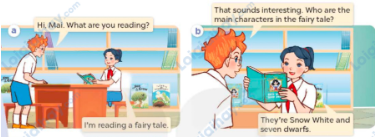 a
Hi, Mai. What are you reading?
I'm reading a fairy tale.
b
That sounds interesting. Who are the
main characters in the fairy tale?
They're Snow White and
seven dwarfs.